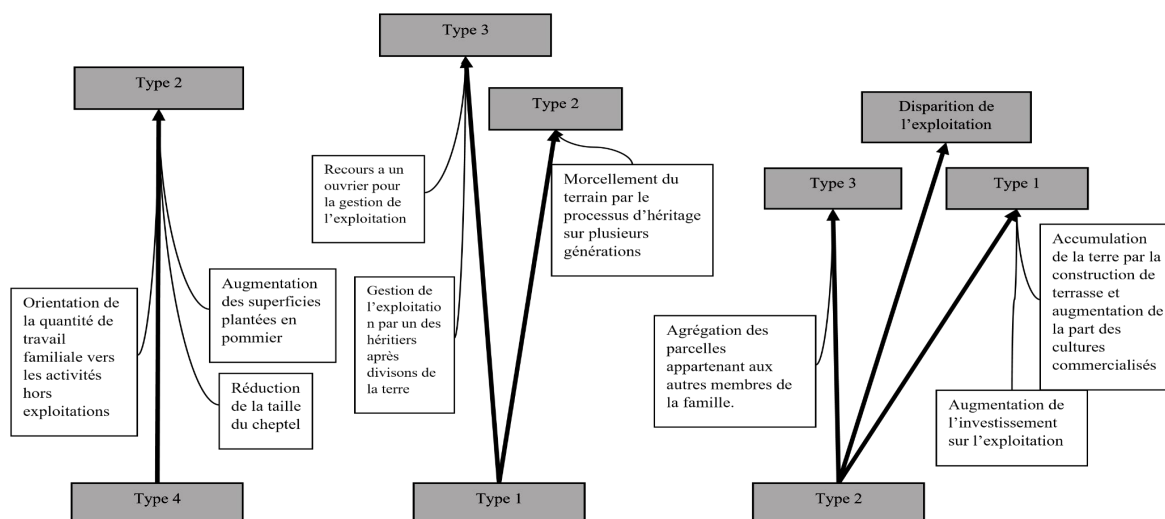 Type 2
Orientation de
la quantité de
travail
familiale vers
les activités
hors
exploitations
Augmentation
des superficies
plantées en
pommier
Réduction
de la taille
du cheptel
Type 4
Type 3
Type 2
Recours a un
ouvrier pour
la gestion de
l’exploitation
Morcellement du
terrain par le
processus d’héritage
sur plusieurs
générations
Gestion de
l’exploitatio
n par un des
héritiers
après
divisons de
la terre
Type 1
Disparition de
l’exploitation
Type 3
Type 1
Accumulation
de la terre par la
construction de
terrasse et
augmentation de
la part des
cultures
commercialisés
Agrégation des
parcelles
appartenant aux
autres membres de
la famille.
Augmentation de
l’investissement
sur l’exploitation
Type 2